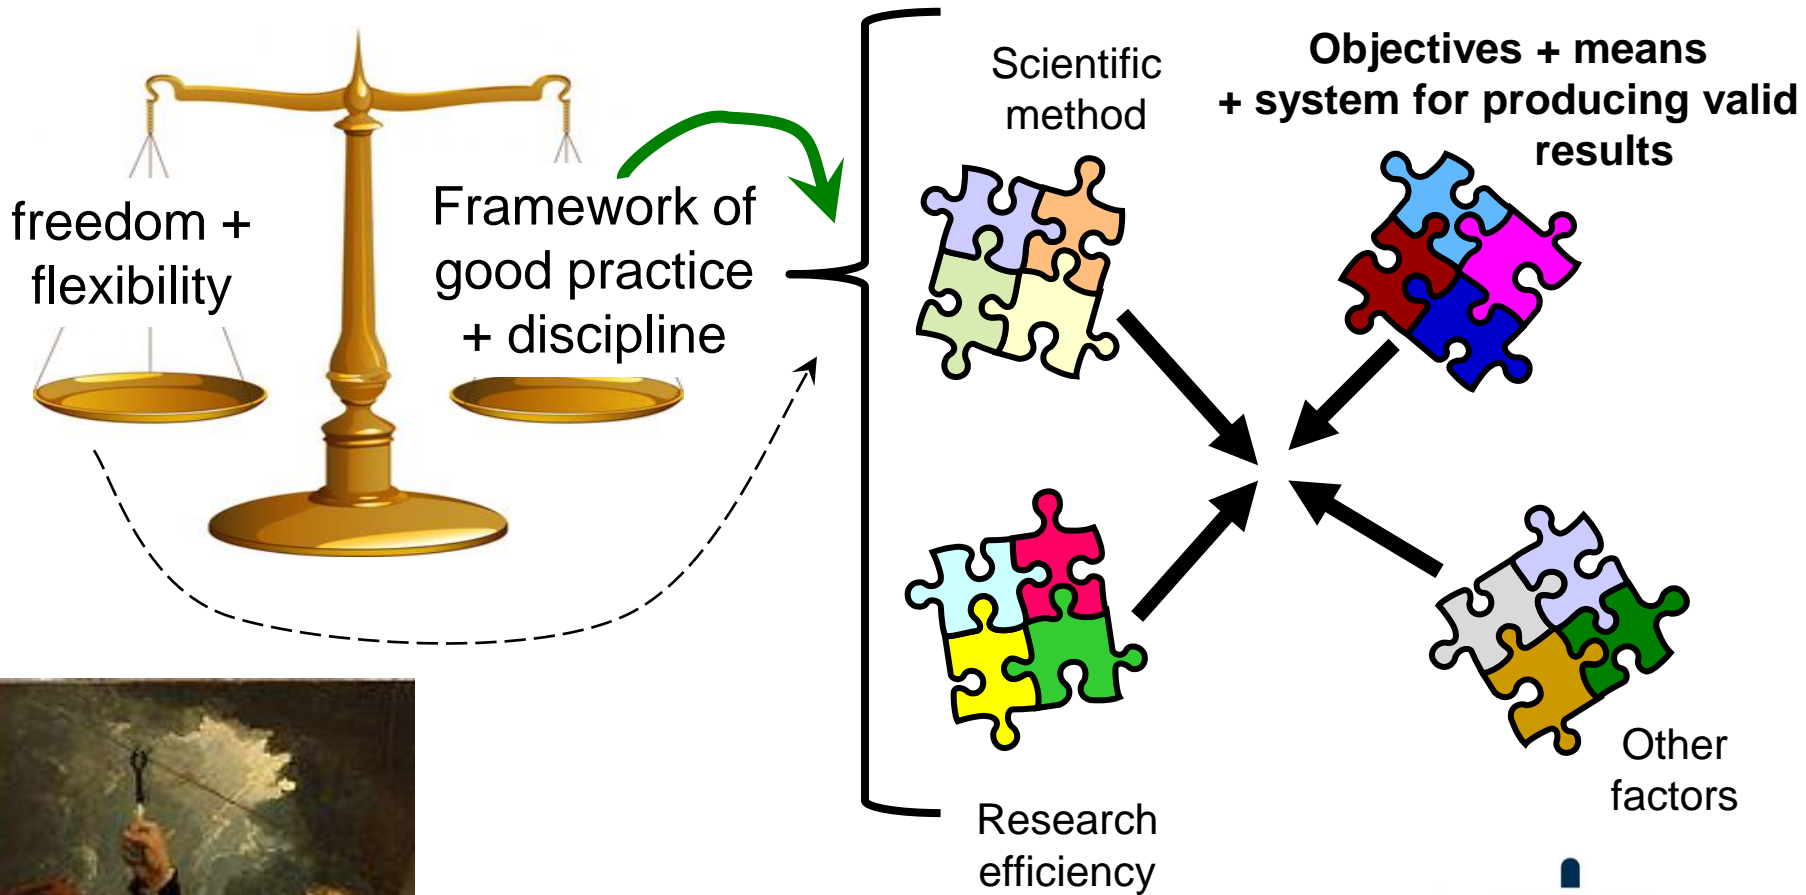 freedom +
flexibility
Framework of
good practice
+ discipline
Scientific
method
Objectives + means
+ system for producing valid
results
Research
efficiency
Other
factors